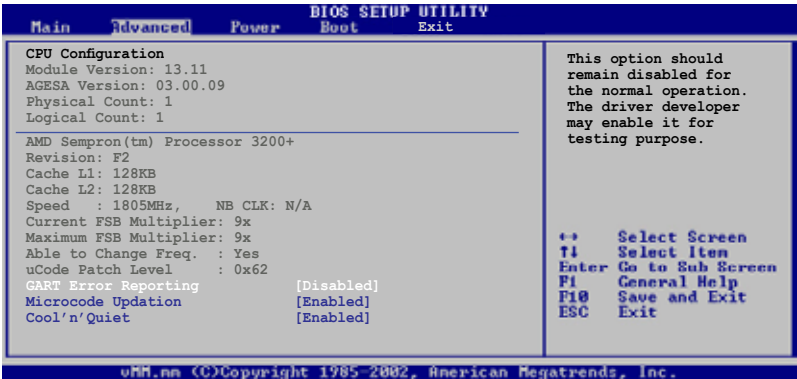 BIOS SETUP UTILITY
Main Advanced Power Boot Exit
CPU Configuration
Module Version: 13.11
AGESA Version: 03.00.09
Physical Count: 1
Logical Count: 1
AMD Sempron(tm) Processor 3200+
Revision: F2
Cache L1: 128KB
Cache L2: 128KB
Speed : 1805MHz, NB CLK: N/A
Current FSB Multiplier: 9x
Maximum FSB Multiplier: 9x
Able to Change Freq. : Yes
uCode Patch Level : 0x62
GART Error Reporting [Disabled]
Microcode Updation [Enabled]
Cool'n'Quiet [Enabled]
This option should
remain disabled for
the normal operation.
The driver developer
may enable it for
testing purpose.
↔ Select Screen
↑↓ Select Item
Enter Go to Sub Screen
F1 General Help
F10 Save and Exit
ESC Exit
vMM.mm (C)Copyright 1985-2002, American Megatrends, Inc.